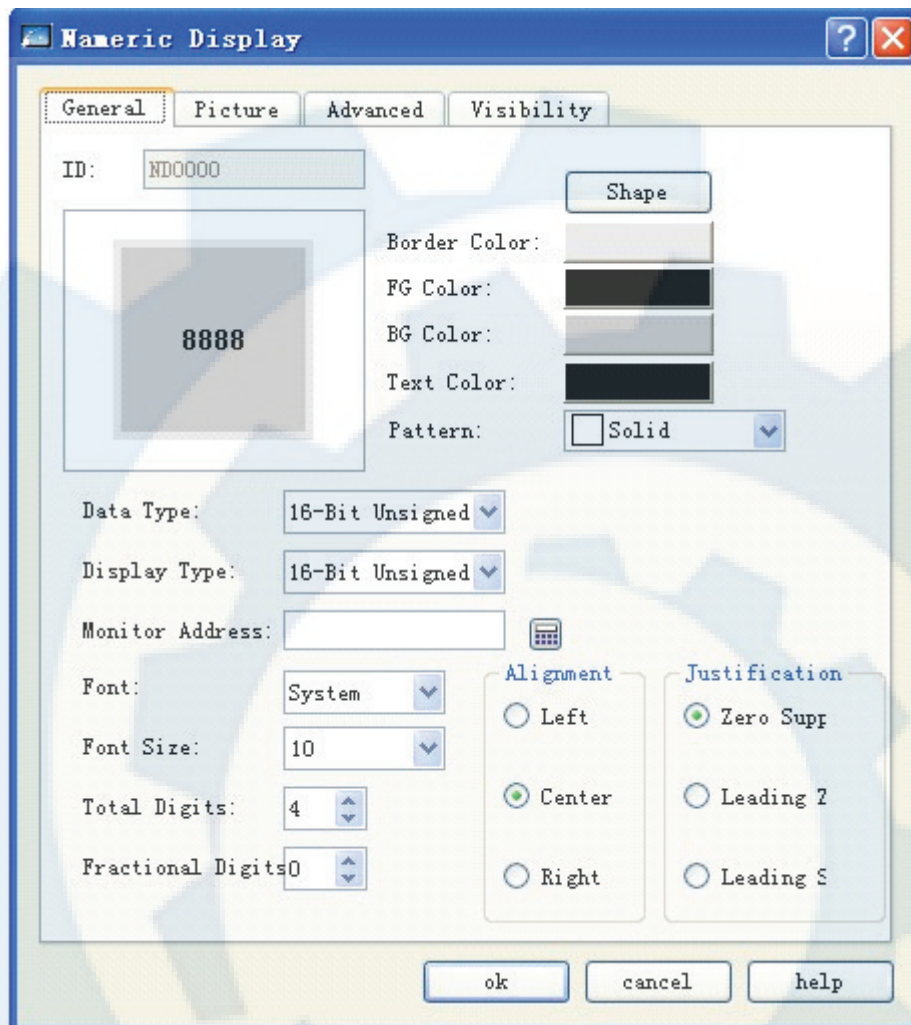 Nameric Display
General Picture Advanced Visibility
ID: ND0000
Shape
Border Color:
FG Color:
8888
BG Color:
Text Color:
Pattern: Solid
Data Type: 16-Bit Unsigned
Display Type: 16-Bit Unsigned
Monitor Address:
Font: System
Alignment Justification
Left Zero Supp
Font Size: 10
Center Leading Z
Total Digits: 4
Fractional Digits 0
Right Leading S
ok cancel help